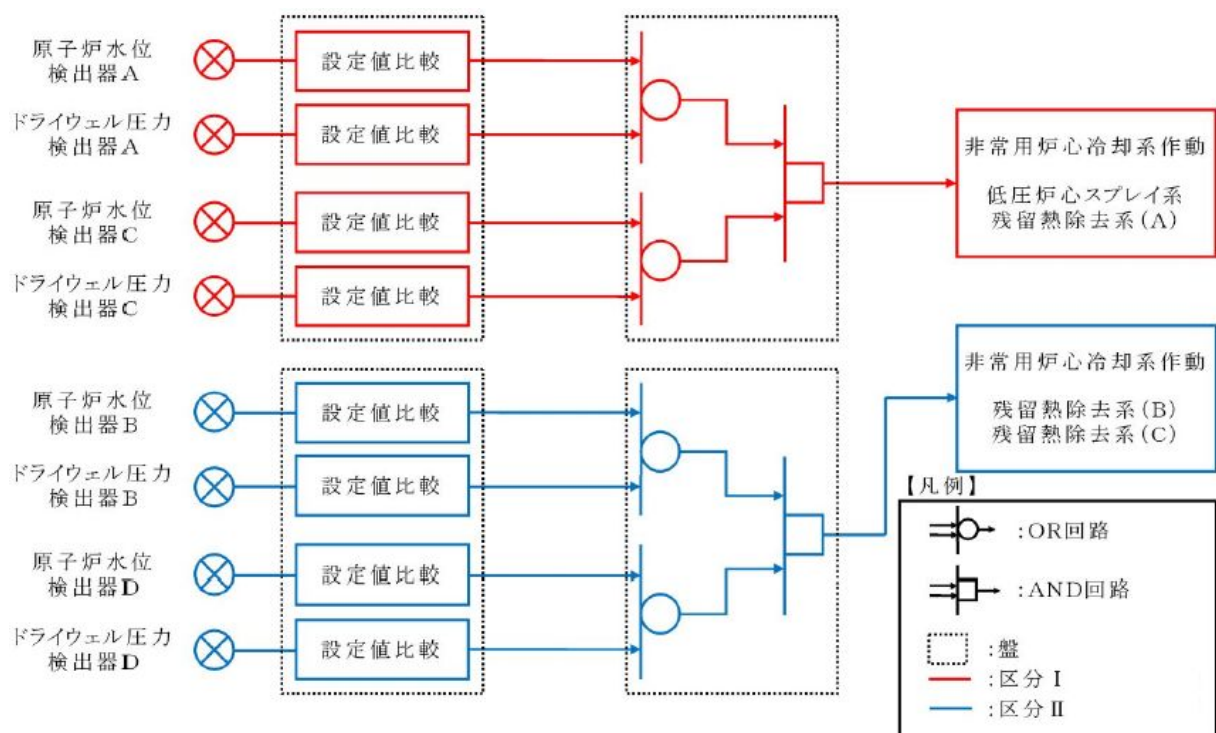 原子炉水位
検出器A
設定値比較
ドライウェル圧力
検出器A
設定値比較
原子炉水位
検出器C
設定値比較
ドライウェル圧力
検出器C
設定値比較
非常用炉心冷却系作動
低圧炉心スプレイ系
残留熱除去系(A)
原子炉水位
検出器B
設定値比較
ドライウェル圧力
検出器B
設定値比較
原子炉水位
検出器D
設定値比較
ドライウェル圧力
検出器D
設定値比較
非常用炉心冷却系作動
残留熱除去系(B)
残留熱除去系(C)
【凡例】
:OR回路
:AND回路
:盤
:区分Ⅰ
:区分Ⅱ